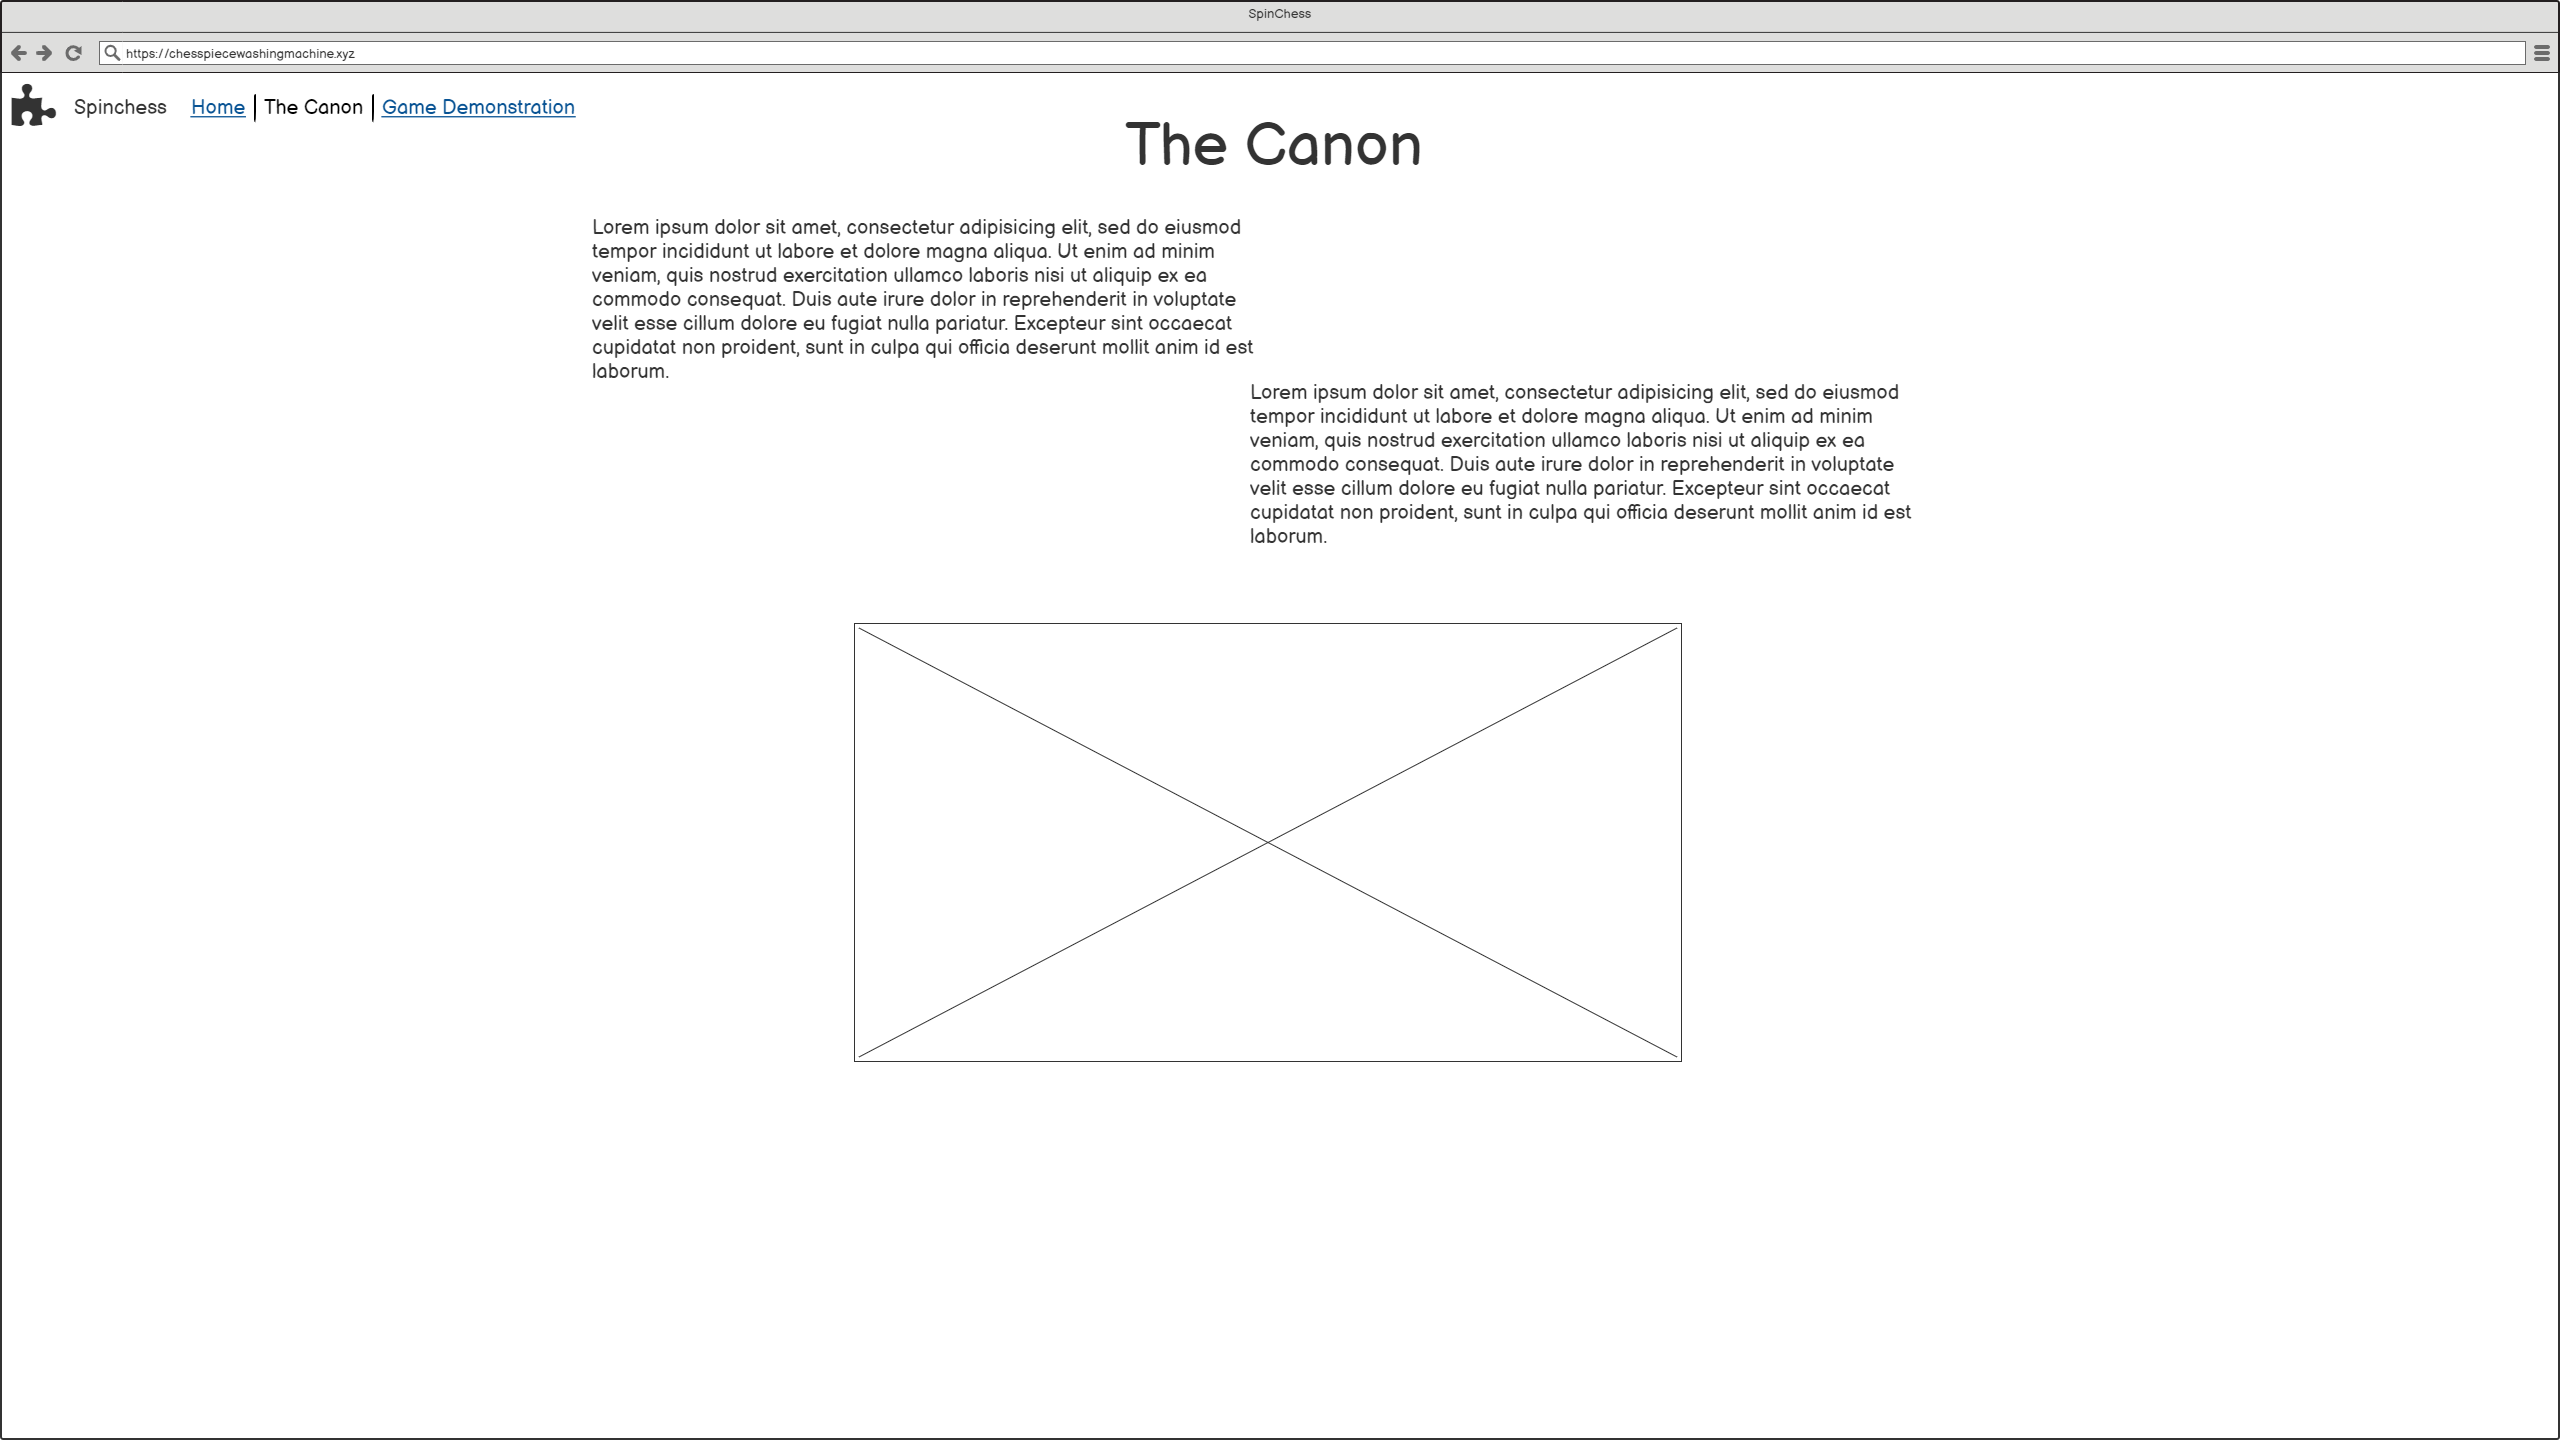 SpinChess
https://chesspiecewashingmachine.xyz
Spinchess Home The Canon Game Demonstration
The Canon
Lorem ipsum dolor sit amet, consectetur adipisicing elit, sed do eiusmod
tempor incididunt ut labore et dolore magna aliqua. Ut enim ad minim
veniam, quis nostrud exercitation ullamco laboris nisi ut aliquip ex ea
commodo consequat. Duis aute irure dolor in reprehenderit in voluptate
velit esse cillum dolore eu fugiat nulla pariatur. Excepteur sint occaecat
cupidatat non proident, sunt in culpa qui officia deserunt mollit anim id est
laborum.
Lorem ipsum dolor sit amet, consectetur adipisicing elit, sed do eiusmod
tempor incididunt ut labore et dolore magna aliqua. Ut enim ad minim
veniam, quis nostrud exercitation ullamco laboris nisi ut aliquip ex ea
commodo consequat. Duis aute irure dolor in reprehenderit in voluptate
velit esse cillum dolore eu fugiat nulla pariatur. Excepteur sint occaecat
cupidatat non proident, sunt in culpa qui officia deserunt mollit anim id est
laborum.